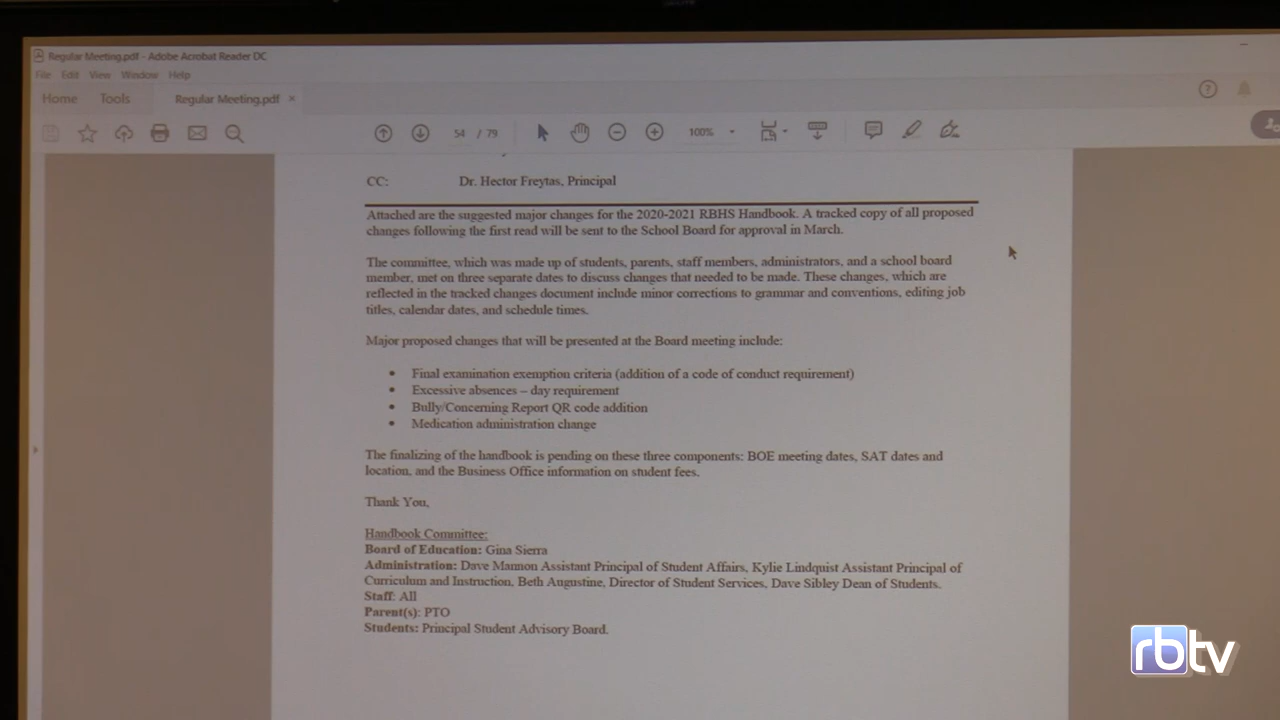 Regular Meeting.pdf - Adobe Acrobat Reader DC
File Edit View Window Help
Home Tools Regular Meeting.pdf ×
54 / 79 100%
CC: Dr. Hector Freytas, Principal
Attached are the suggested major changes for the 2020-2021 RBHS Handbook. A tracked copy of all proposed
changes following the first read will be sent to the School Board for approval in March.
The committee, which was made up of students, parents, staff members, administrators, and a school board
member, met on three separate dates to discuss changes that needed to be made. These changes, which are
reflected in the tracked changes document include minor corrections to grammar and conventions, editing job
titles, calendar dates, and schedule times.
Major proposed changes that will be presented at the Board meeting include:
• Final examination exemption criteria (addition of a code of conduct requirement)
• Excessive absences – day requirement
• Bully/Concerning Report QR code addition
• Medication administration change
The finalizing of the handbook is pending on these three components: BOE meeting dates, SAT dates and
location, and the Business Office information on student fees.
Thank You,
Handbook Committee:
Board of Education: Gina Sierra
Administration: Dave Mannon Assistant Principal of Student Affairs, Kylie Lindquist Assistant Principal of
Curriculum and Instruction, Beth Augustine, Director of Student Services, Dave Sibley Dean of Students.
Staff: All
Parent(s): PTO
Students: Principal Student Advisory Board.
rbtv